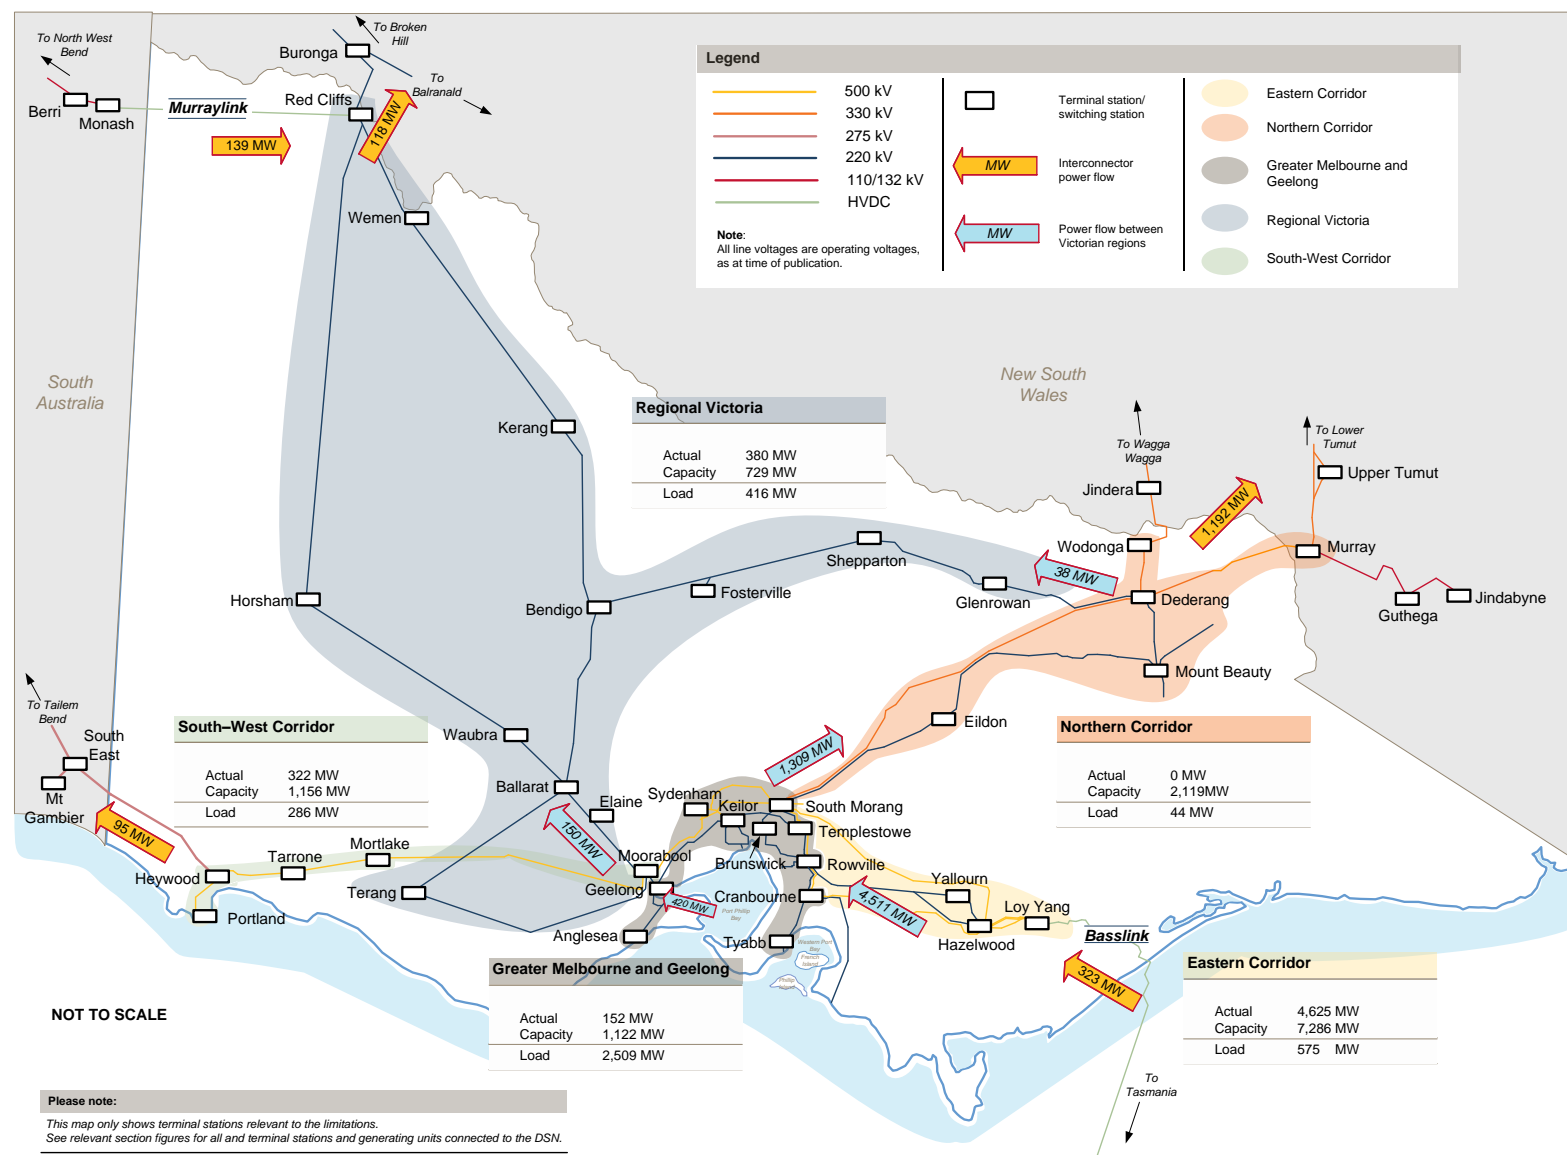 To Broken
Hill
To North West
Bend
Buronga
To
Balranald
Red Cliffs
Berri
Monash
Murraylink
139 MW
118 MW
Wemen
Legend
500 kV
330 kV
275 kV
220 kV
110/132 kV
HVDC
Note:
All line voltages are operating voltages,
as at time of publication.
Terminal station/
switching station
MW
Interconnector
power flow
MW
Power flow between
Victorian regions
Eastern Corridor
Northern Corridor
Greater Melbourne and
Geelong
Regional Victoria
South-West Corridor
South
Australia
New South
Wales
Regional Victoria
Actual 380 MW
Capacity 729 MW
Load 416 MW
Kerang
To Wagga
Wagga
To Lower
Tumut
Jindera
Upper Tumut
1,192 MW
Wodonga
Murray
Shepparton
38 MW
Glenrowan
Dederang
Guthega
Jindabyne
Horsham
Bendigo
Fosterville
Mount Beauty
To Tailem
Bend
South
East
Mt
Gambier
95 MW
South–West Corridor
Actual 322 MW
Capacity 1,156 MW
Load 286 MW
Waubra
Ballarat
Elaine
Eildon
1,309 MW
Northern Corridor
Actual 0 MW
Capacity 2,119MW
Load 44 MW
Sydenham
Keilor
South Morang
Templestowe
150 MW
Mortlake
Tarrone
Heywood
Portland
Terang
Moorabool
Geelong
Brunswick
Rowville
Cranbourne
420 MW
Port Phillip
Bay
Anglesea
Tyabb
Western Port
Bay
French
Island
Phillip
Island
4,511 MW
Yallourn
Loy Yang
Hazelwood
Basslink
323 MW
Greater Melbourne and Geelong
Actual 152 MW
Capacity 1,122 MW
Load 2,509 MW
Eastern Corridor
Actual 4,625 MW
Capacity 7,286 MW
Load 575 MW
NOT TO SCALE
To
Tasmania
Please note:
This map only shows terminal stations relevant to the limitations.
See relevant section figures for all and terminal stations and generating units connected to the DSN.